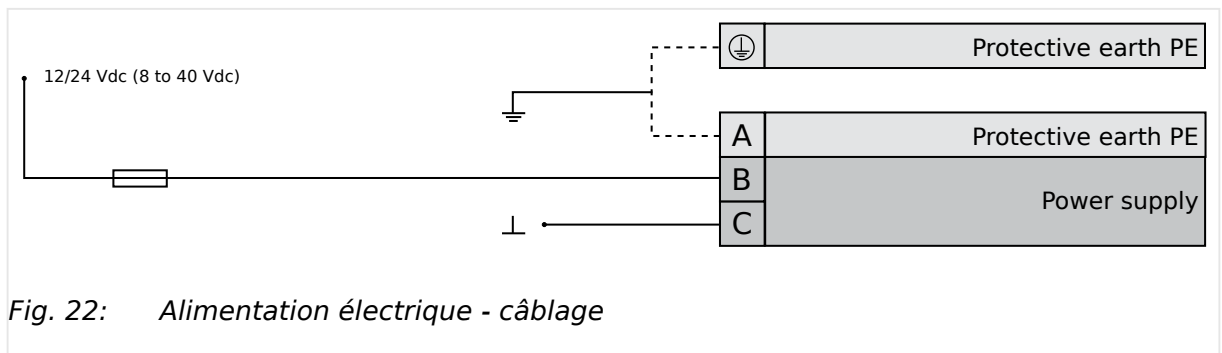 Protective earth PE
12/24 Vdc (8 to 40 Vdc)
A
Protective earth PE
B
Power supply
C
Fig. 22: Alimentation électrique - câblage